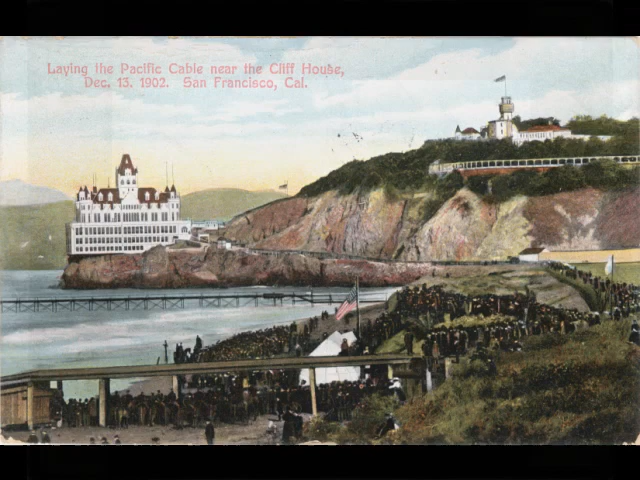 Laying the Pacific Cable near the Cliff House,
Dec. 13, 1902. San Francisco, Cal.